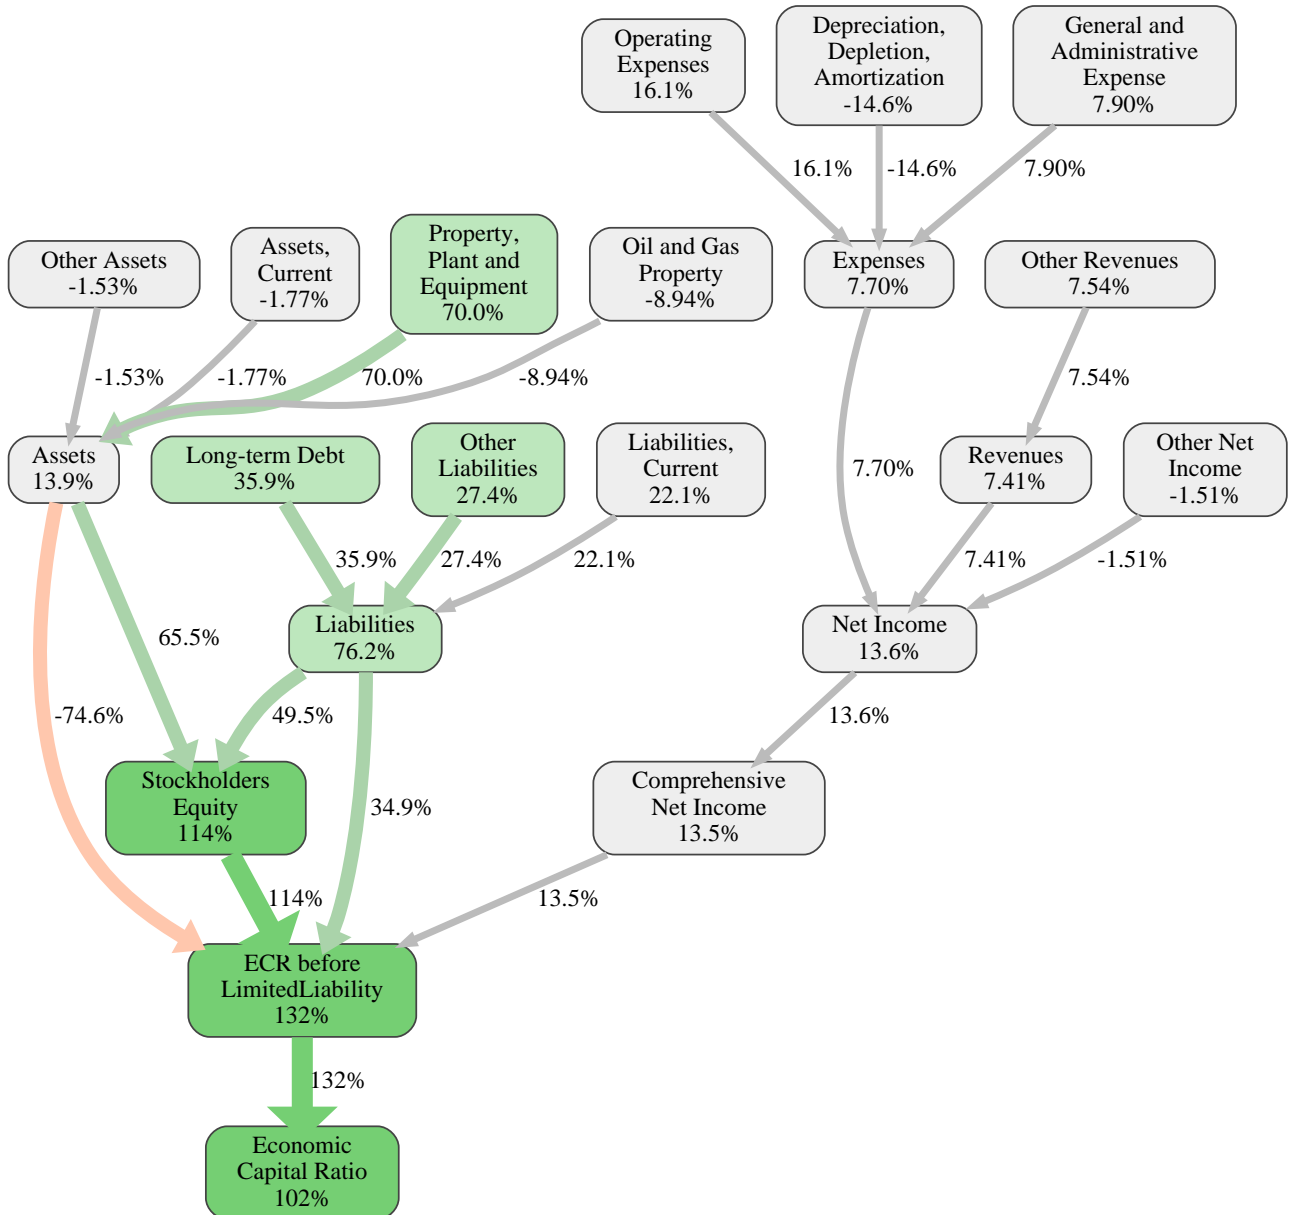 Operating
Expenses
16.1%
Depreciation,
Depletion,
Amortization
-14.6%
General and
Administrative
Expense
7.90%
16.1%
-14.6%
7.90%
Other Assets
-1.53%
Assets,
Current
-1.77%
Property,
Plant and
Equipment
70.0%
Oil and Gas
Property
-8.94%
Expenses
7.70%
Other Revenues
7.54%
-1.53%
-1.77%
70.0%
-8.94%
7.54%
Assets
13.9%
Long-term Debt
35.9%
Other
Liabilities
27.4%
Liabilities,
Current
22.1%
7.70%
Revenues
7.41%
Other Net
Income
-1.51%
35.9%
27.4%
22.1%
7.41%
-1.51%
65.5%
Liabilities
76.2%
Net Income
13.6%
-74.6%
49.5%
13.6%
Stockholders
Equity
114%
34.9%
Comprehensive
Net Income
13.5%
114%
13.5%
ECR before
LimitedLiability
132%
132%
Economic
Capital Ratio
102%